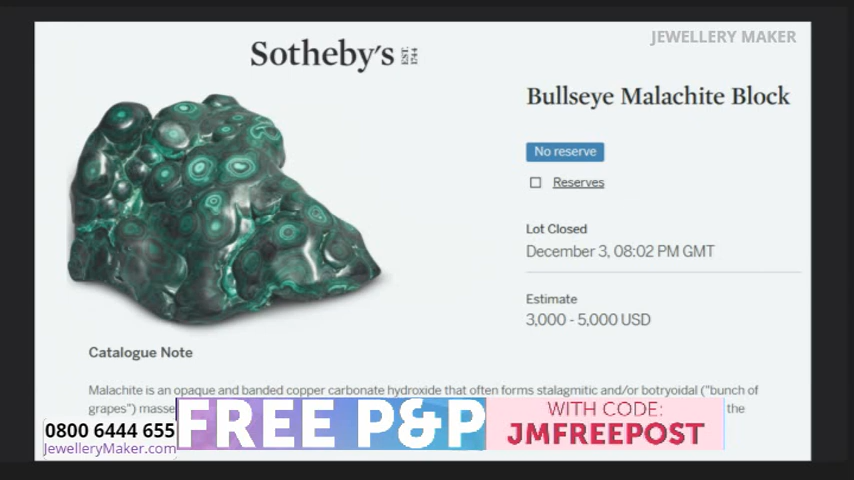 JEWELLERY MAKER
Sotheby's EST. 1744
Bullseye Malachite Block
No reserve
Reserves
Lot Closed
December 3, 08:02 PM GMT
Estimate
3,000 - 5,000 USD
Catalogue Note
Malachite is an opaque and banded copper carbonate hydroxide that often forms stalagmitic and/or botryoidal ("bunch of
grapes") masse
the
0800 6444 655
JewelleryMaker.com
FREE P&P
WITH CODE:
JMFREEPOST